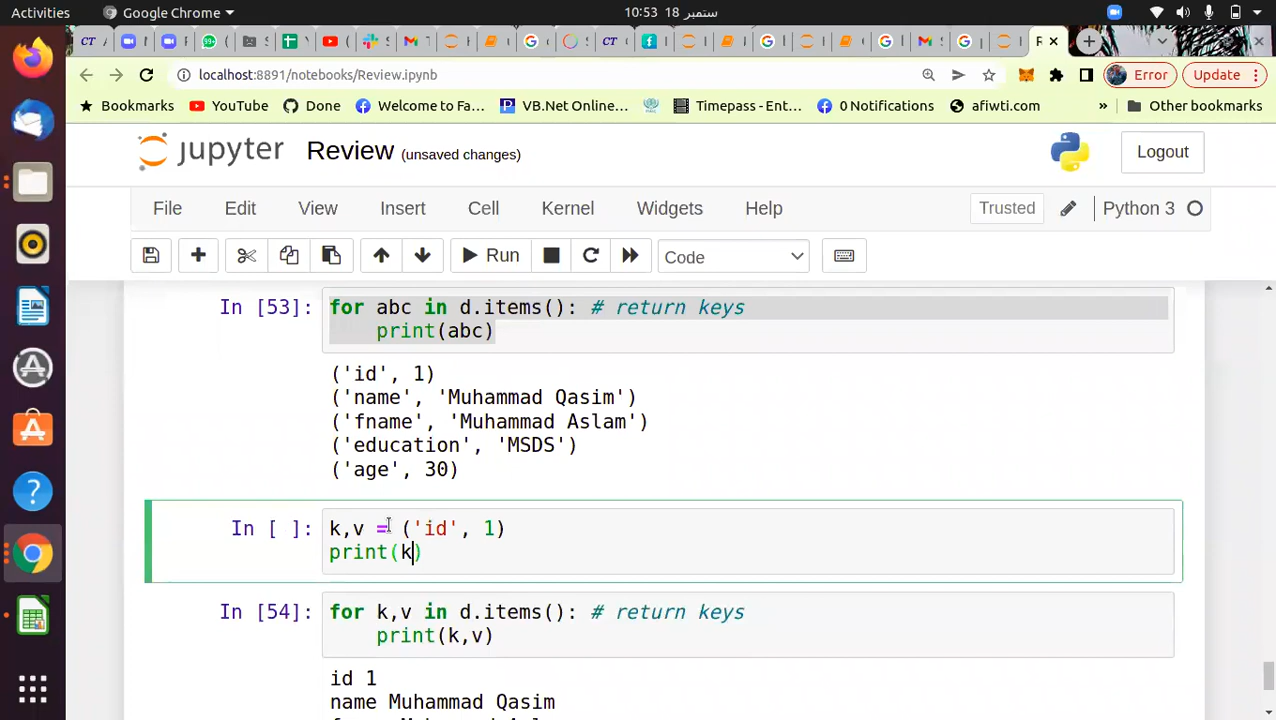 Activities Google Chrome 10:53 ستمبر 18
CT 99+ CT
localhost:8891/notebooks/Review.ipynb Error Update
Bookmarks YouTube Done Welcome to Fa... VB.Net Online... Timepass - Ent... 0 Notifications afiwti.com » Other bookmarks
jupyter Review (unsaved changes) Logout
File Edit View Insert Cell Kernel Widgets Help Trusted Python 3
Run Code
In [53]: for abc in d.items(): # return keys
print(abc)
('id', 1)
('name', 'Muhammad Qasim')
('fname', 'Muhammad Aslam')
('education', 'MSDS')
('age', 30)
In [ ]: k,v = ('id', 1)
print(k)
In [54]: for k,v in d.items(): # return keys
print(k,v)
id 1
name Muhammad Qasim